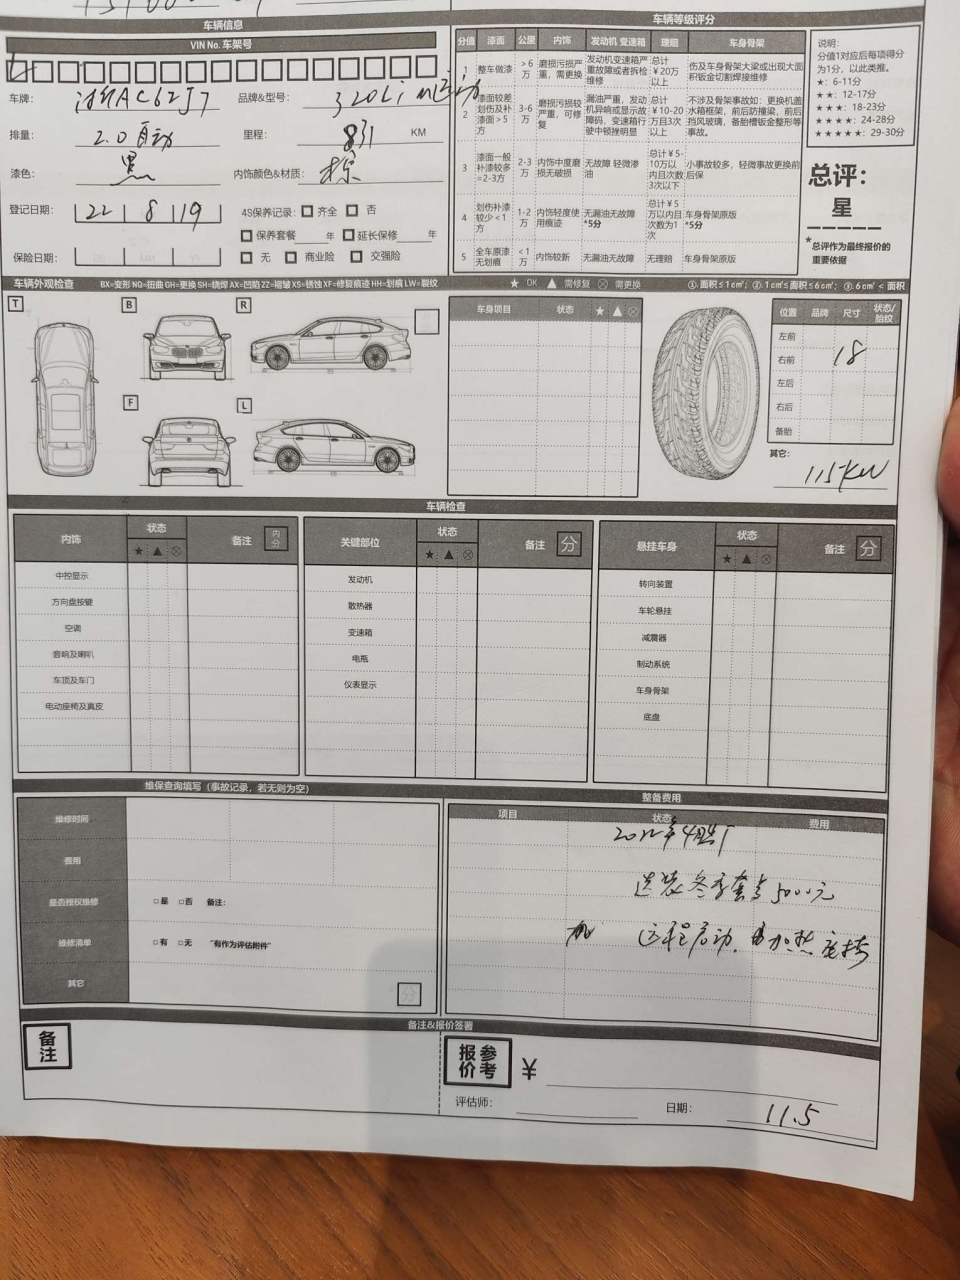 车辆信息
VIN No. 车架号
车牌：
品牌&型号： 320Li m运动
排量： 2.0 自动
里程： 831 KM
漆色： 黑
内饰颜色&材质： 棕
登记日期： 22 8 19
4S保养记录：□ 齐全 □ 否
□ 保养套餐 年 □ 延长保修 年
保险日期：
□ 无 □ 商业险 □ 交强险
车辆等级评分
分值 漆面 公里 内饰 发动机 变速箱 理赔 车身骨架
1 整车做漆 ＞6万 磨损污损严重，需更换 发动机变速箱严重故障或者拆检维修 总计￥20万以上 伤及车身骨架大梁或出现大面积钣金切割焊接维修
2 漆面较差 划伤及补漆面＞5方 3-6万 磨损污损较严重，可修复 漏油严重，发动机异响或显示故障码，变速箱行驶中顿挫明显 总计￥10-20万且3次以上 不涉及骨架事故如：更换机盖水箱框架，前后防撞梁，前后挡风玻璃，备胎槽钣金整形等事故。
3 漆面一般 补漆较多=2-3方 2-3万 内饰中度磨损无破损 无故障 轻微渗油 总计￥5-10万以内且次数3次以下 小事故较多，轻微事故更换前后保
4 划伤补漆较少＜1方 1-2万 内饰轻度使用痕迹 无漏油无故障 *5分 总计￥5万以内且次数为1次 车身骨架原版 *5分
5 全车原漆无划痕 ＜1万 内饰较新 无漏油无故障 无理赔 车身骨架原版
说明：
分值1对应后每项得分为1分，以此类推。
★：6-11分
★★：12-17分
★★★：18-23分
★★★★：24-28分
★★★★★：29-30分
总评：
星
*总评作为最终报价的重要依据
车辆外观检查 BX=变形 NQ=扭曲 GH=更换 SH=烧焊 AX=凹陷 ZZ=褶皱 XS=锈蚀 XF=修复痕迹 HH=划痕 LW=裂纹 ★ OK ▲ 需修复 ⊗ 需更换 ①. 面积≤1cm²；②. 1cm²≤面积≤6cm²；③. 6cm²＜面积
T B R
F L
车身项目 状态 ★ ▲ ⊗
位置 品牌 尺寸 状态/胎纹
左前
右前 18
左后
右后
备胎
其它：
115KW
车辆检查
内饰 状态 备注 内分
★ ▲ ⊗
中控显示
方向盘按键
空调
音响及喇叭
车顶及车门
电动座椅及真皮
关键部位 状态 备注 分
★ ▲ ⊗
发动机
散热器
变速箱
电瓶
仪表显示
悬挂车身 状态 备注 分
★ ▲ ⊗
转向装置
车轮悬挂
减震器
制动系统
车身骨架
底盘
维保查询填写（事故记录，若无则为空）
维修时间
费用
是否授权维修 □是 □否 备注：
维修清单 □有 □无 "有作为评估附件"
其它 分
整备费用
项目 状态 费用
2022年4出厂
选装冬季套 5000元
加 远程启动. 加热座椅
备注&报价签署
备注
参考报价 ￥
评估师：
日期： 11.5